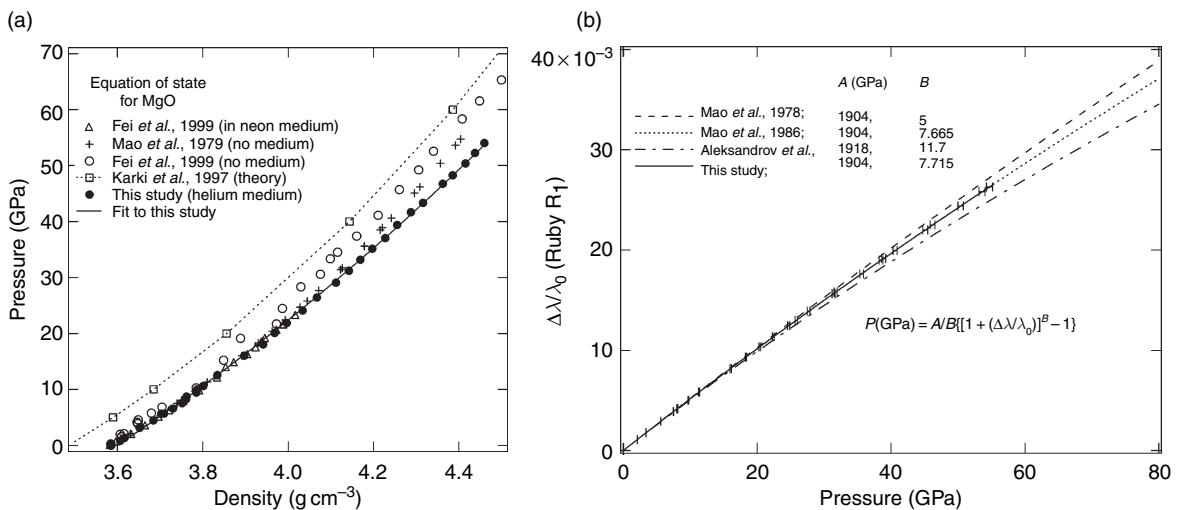 (a)
70
60
50
40
30
20
10
0
Pressure (GPa)
Equation of state
for MgO
Fei et al., 1999 (in neon medium)
Mao et al., 1979 (no medium)
Fei et al., 1999 (no medium)
Karki et al., 1997 (theory)
This study (helium medium)
Fit to this study
3.6 3.8 4.0 4.2 4.4
Density (g cm⁻³)
(b)
40×10⁻³
30
20
10
0
Δλ/λ₀ (Ruby R₁)
A (GPa) B
Mao et al., 1978; 1904, 5
Mao et al., 1986; 1904, 7.665
Aleksandrov et al., 1918, 11.7
This study; 1904, 7.715
P(GPa) = A/B{[1 + (Δλ/λ₀)]ᴮ – 1}
0 20 40 60 80
Pressure (GPa)